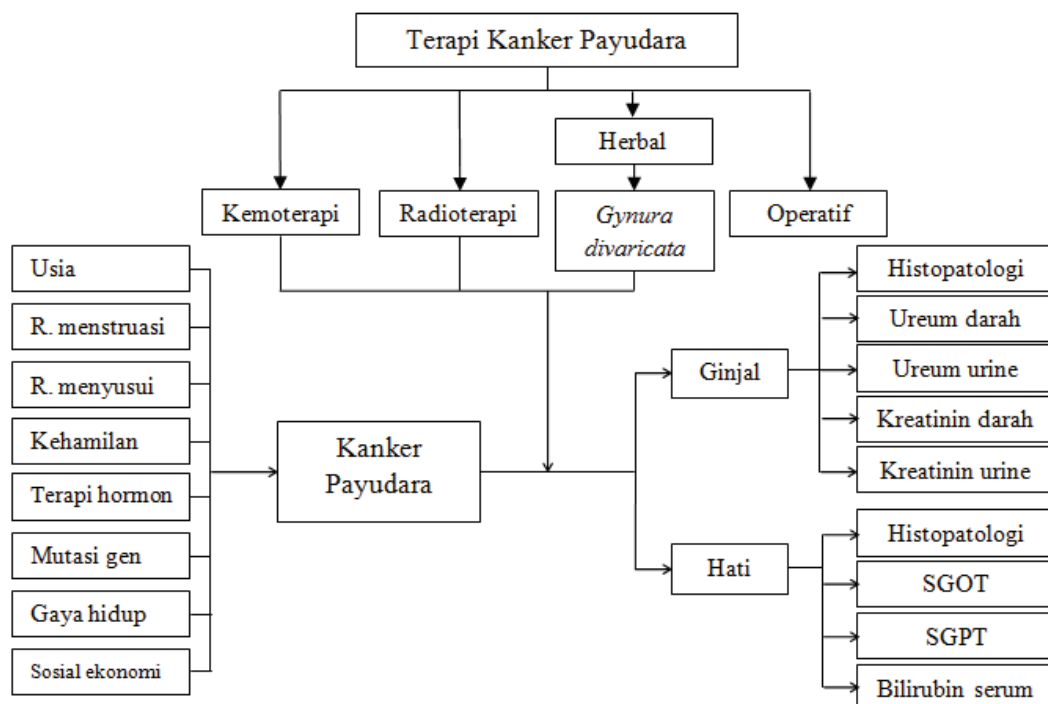 Terapi Kanker Payudara
Herbal
Kemoterapi
Radioterapi
Gynura
divaricata
Operatif
Usia
R. menstruasi
R. menyusui
Kehamilan
Terapi hormon
Mutasi gen
Gaya hidup
Sosial ekonomi
Kanker
Payudara
Ginjal
Hati
Histopatologi
Ureum darah
Ureum urine
Kreatinin darah
Kreatinin urine
Histopatologi
SGOT
SGPT
Bilirubin serum